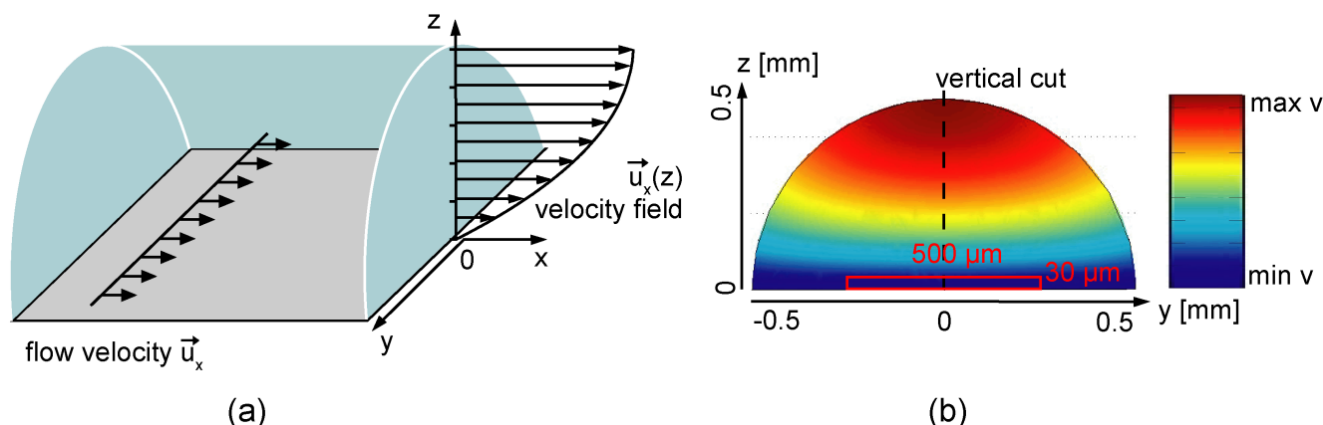 z
0
x
y
u⃗x(z)
velocity field
flow velocity u⃗x
(a)
z [mm]
vertical cut
0.5
0
500 µm
30 µm
-0.5
0
0.5
y [mm]
max v
min v
(b)